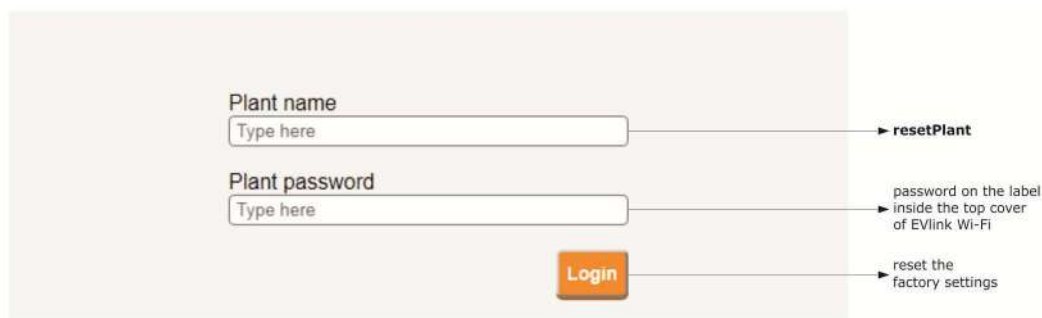 Plant name
Type here
resetPlant
Plant password
Type here
password on the label
inside the top cover
of EVlink Wi-Fi
Login
reset the
factory settings